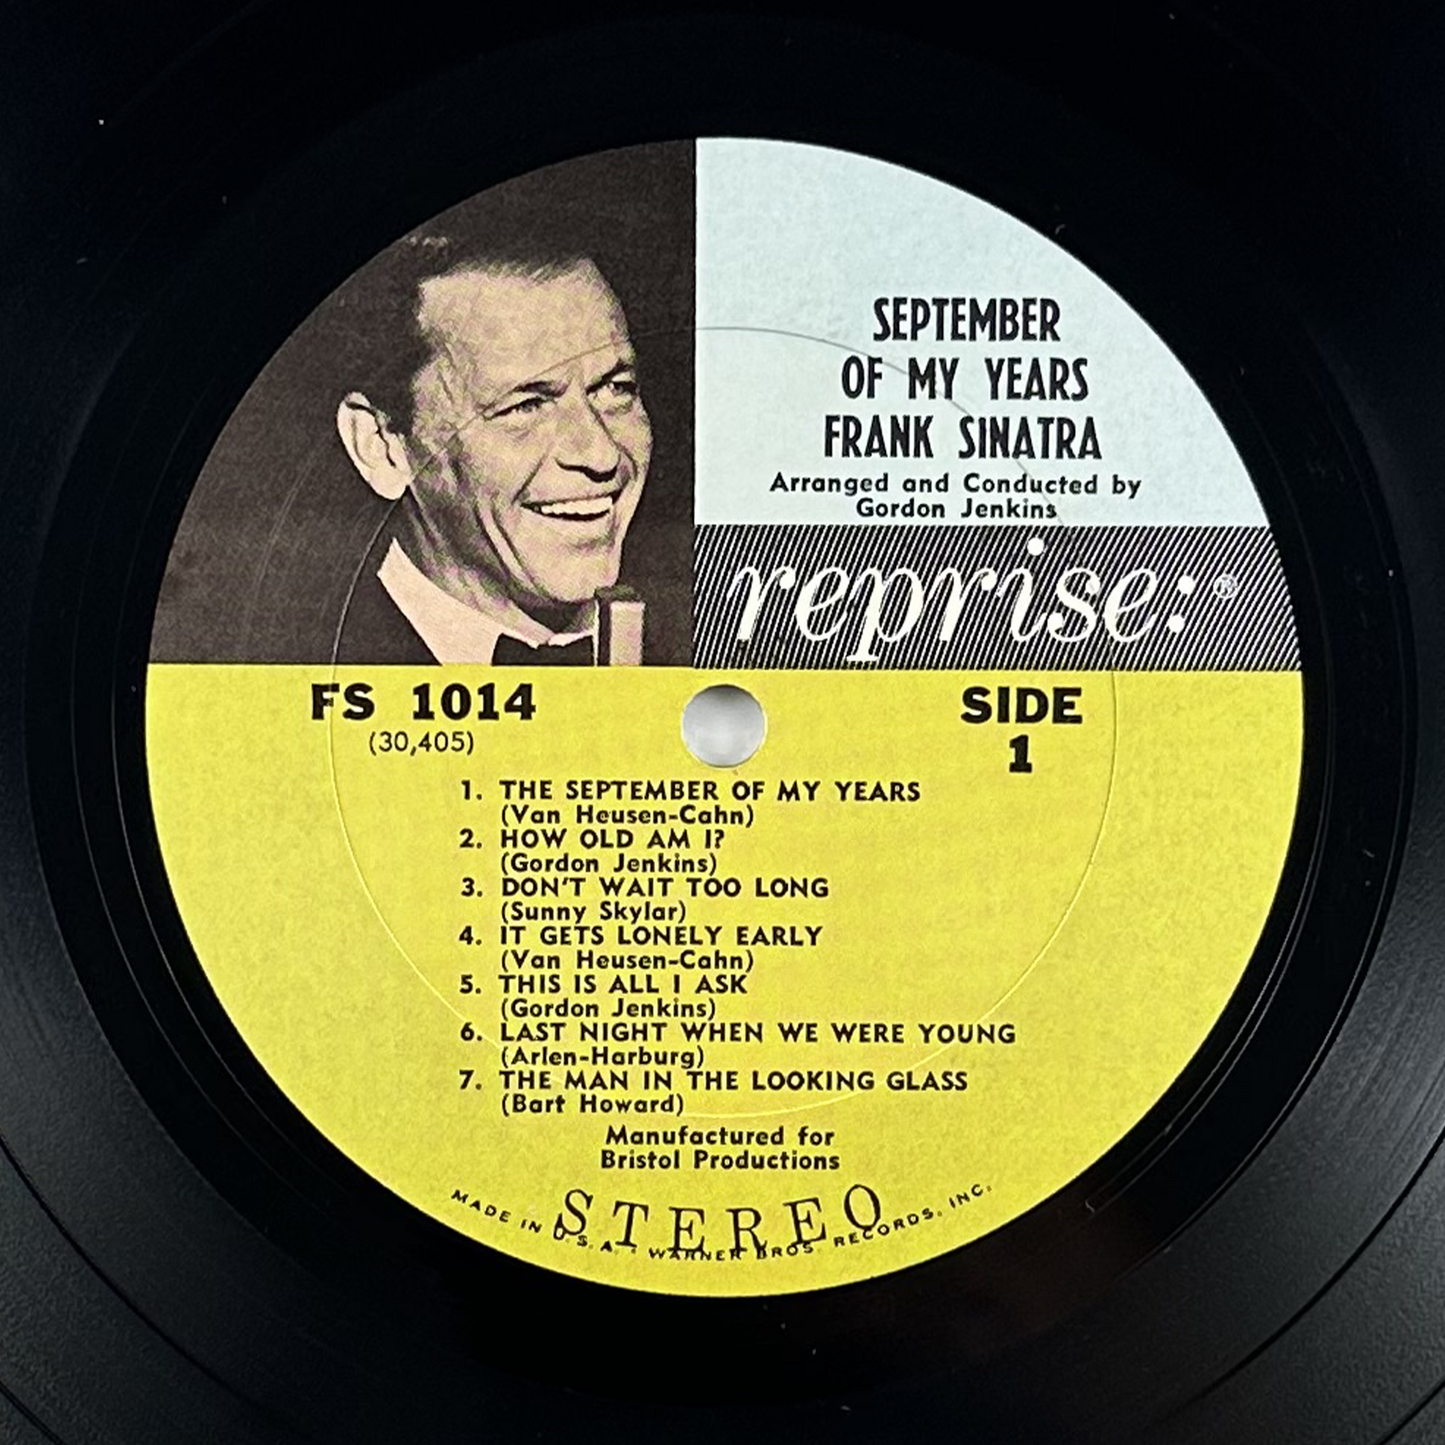 SEPTEMBER
OF MY YEARS
FRANK SINATRA
Arranged and Conducted by
Gordon Jenkins
reprise:®
FS 1014
(30,405)
SIDE
1
1. THE SEPTEMBER OF MY YEARS
(Van Heusen-Cahn)
2. HOW OLD AM I?
(Gordon Jenkins)
3. DON'T WAIT TOO LONG
(Sunny Skylar)
4. IT GETS LONELY EARLY
(Van Heusen-Cahn)
5. THIS IS ALL I ASK
(Gordon Jenkins)
6. LAST NIGHT WHEN WE WERE YOUNG
(Arlen-Harburg)
7. THE MAN IN THE LOOKING GLASS
(Bart Howard)
Manufactured for
Bristol Productions
STEREO
MADE IN U.S.A. • WARNER BROS. RECORDS, INC.